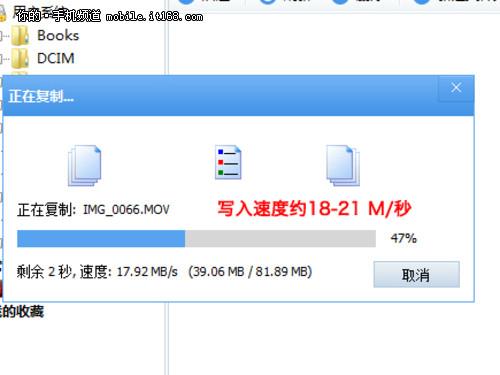 你的·手机频道 mobile.it168.com
Books
DCIM
正在复制...
正在复制: IMG_0066.MOV
写入速度约18-21 M/秒
47%
剩余 2 秒, 速度: 17.92 MB/s (39.06 MB / 81.89 MB)
取消
的收藏